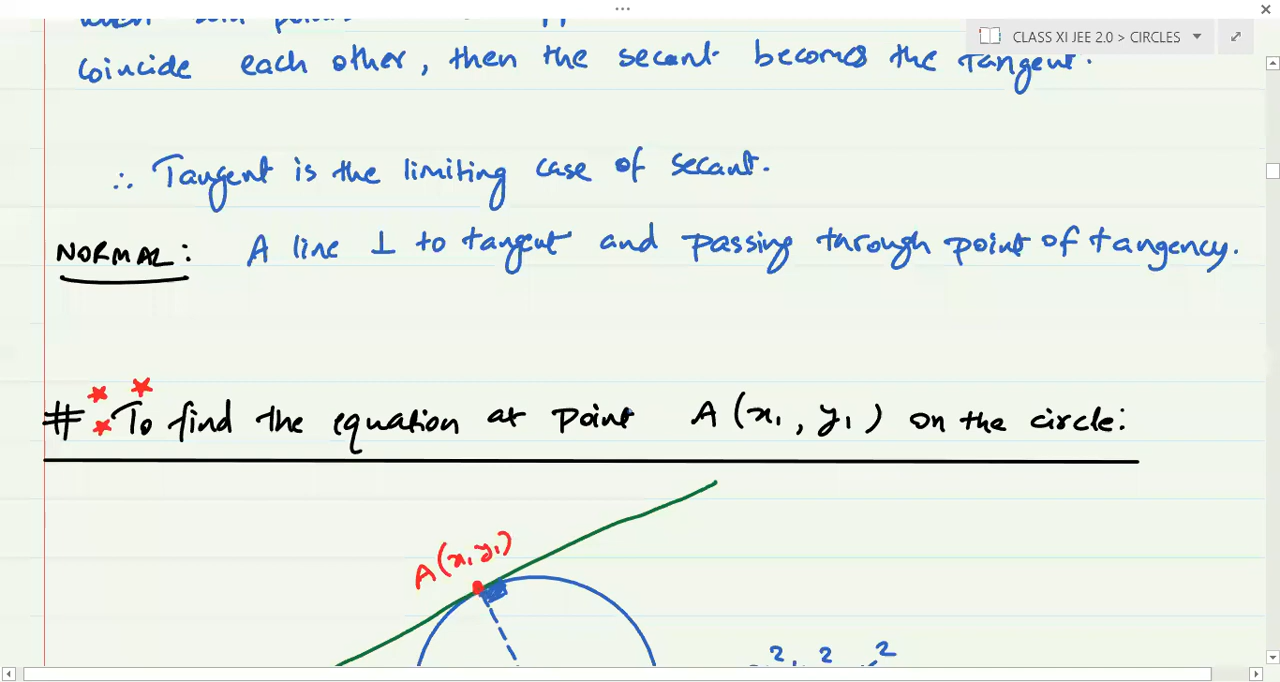 CLASS XI JEE 2.0 > CIRCLES
coincide each other, then the secant becomes the Tangent.
∴ Tangent is the limiting case of secant.
NORMAL: A line ⊥ to tangent and passing through point of tangency.
# To find the equation at point A(x₁, y₁) on the circle:
A(x₁, y₁)